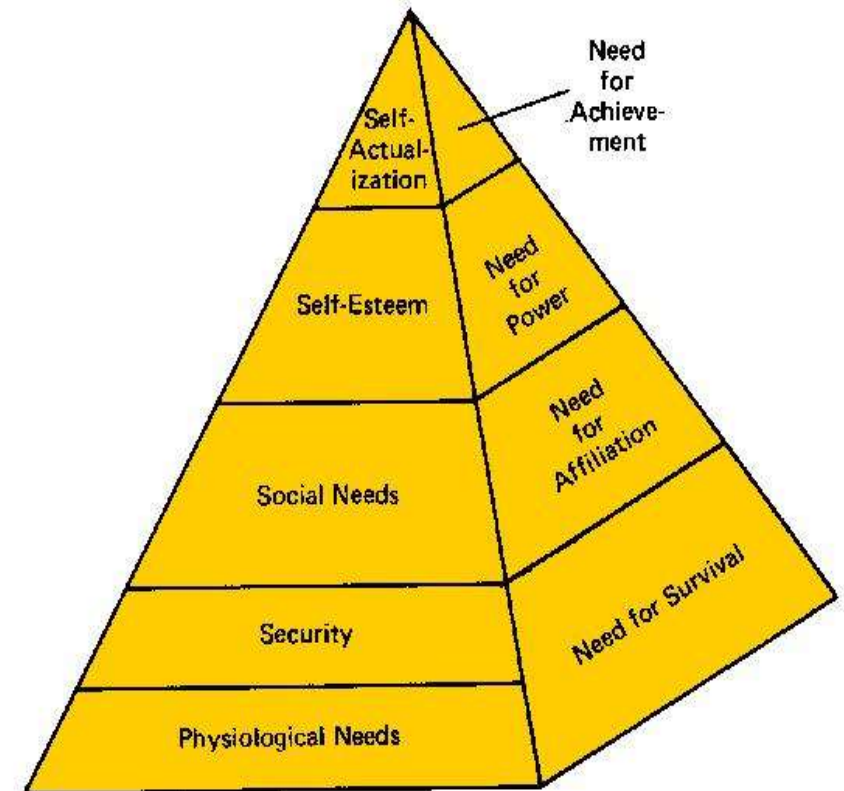 Need
for
Achieve-
ment
Self-
Actual-
ization
Need
for
Power
Self-Esteem
Need
for
Affiliation
Social Needs
Need for Survival
Security
Physiological Needs